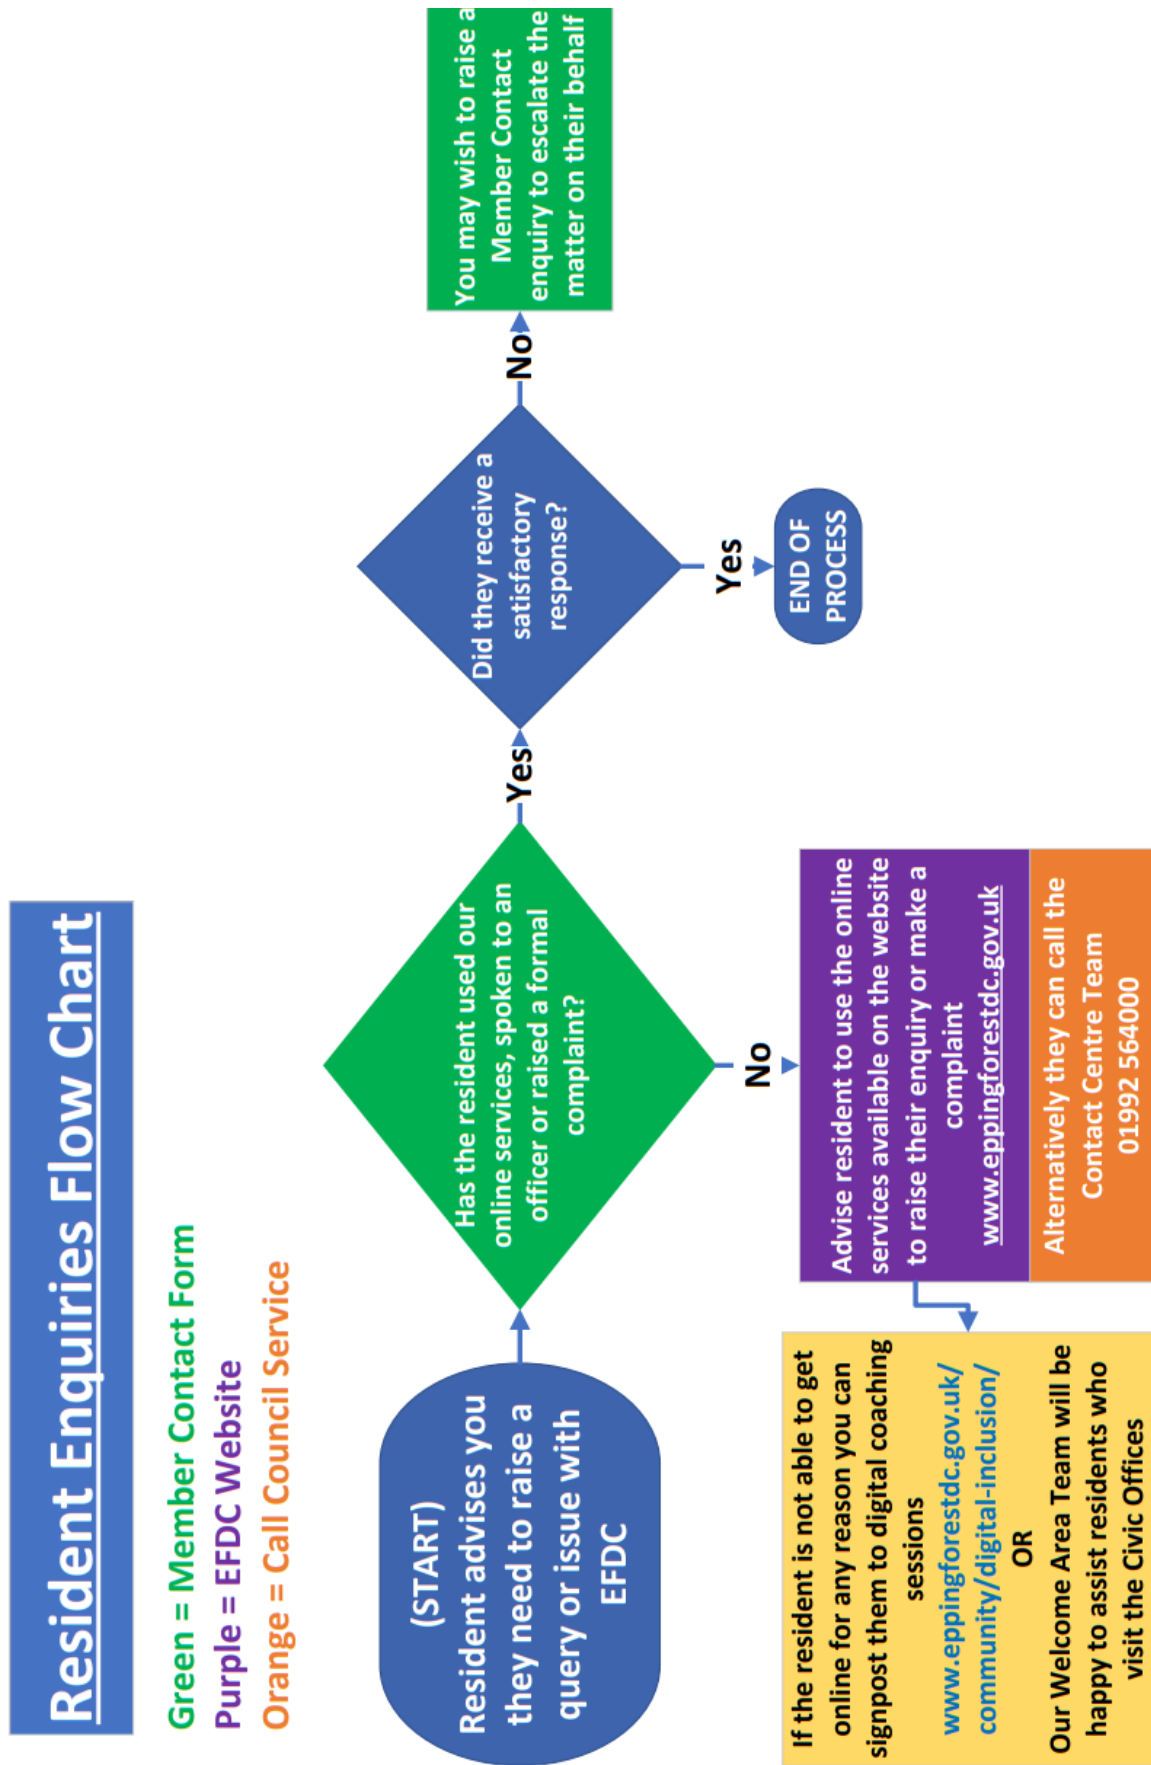 Resident Enquiries Flow Chart
Green = Member Contact Form
Purple = EFDC Website
Orange = Call Council Service
(START)
Resident advises you
they need to raise a
query or issue with
EFDC
Has the resident used our
online services, spoken to an
officer or raised a formal
complaint?
Yes
Did they receive a
satisfactory
response?
No
You may wish to raise a
Member Contact
enquiry to escalate the
matter on their behalf
Yes
END OF
PROCESS
No
Advise resident to use the online
services available on the website
to raise their enquiry or make a
complaint
www.eppingforestdc.gov.uk
Alternatively they can call the
Contact Centre Team
01992 564000
If the resident is not able to get
online for any reason you can
signpost them to digital coaching
sessions
www.eppingforestdc.gov.uk/
community/digital-inclusion/
OR
Our Welcome Area Team will be
happy to assist residents who
visit the Civic Offices